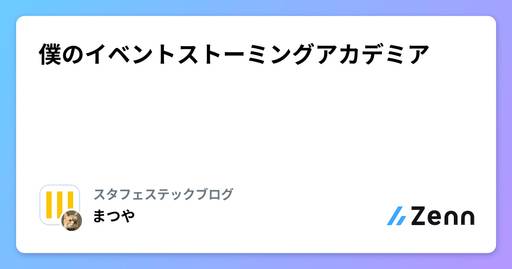 僕のイベントストーミングアカデミア
スタフェステックブログ
まつや
Zenn